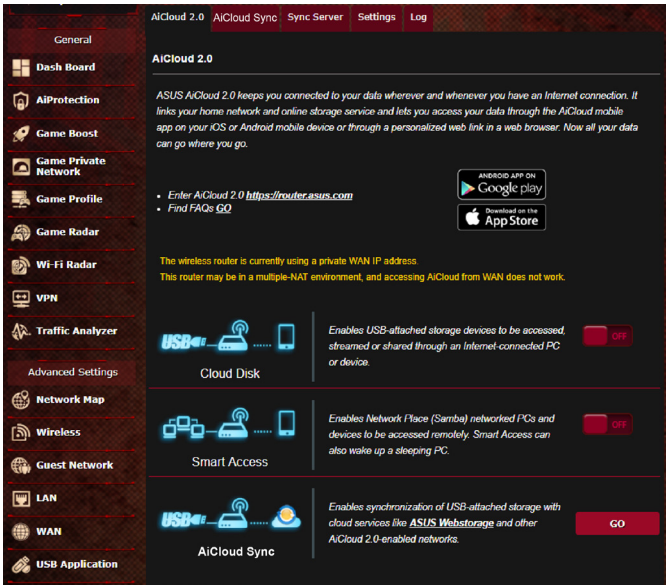 AiCloud 2.0 AiCloud Sync Sync Server Settings Log
General
Dash Board
AiProtection
Game Boost
Game Private
Network
Game Profile
Game Radar
Wi-Fi Radar
VPN
Traffic Analyzer
Advanced Settings
Network Map
Wireless
Guest Network
LAN
WAN
USB Application
AiCloud 2.0
ASUS AiCloud 2.0 keeps you connected to your data wherever and whenever you have an Internet connection. It
links your home network and online storage service and lets you access your data through the AiCloud mobile
app on your iOS or Android mobile device or through a personalized web link in a web browser. Now all your data
can go where you go.
• Enter AiCloud 2.0 https://router.asus.com
• Find FAQs GO
ANDROID APP ON
Google play
Download on the
App Store
The wireless router is currently using a private WAN IP address.
This router may be in a multiple-NAT environment, and accessing AiCloud from WAN does not work.
USB
Cloud Disk
Enables USB-attached storage devices to be accessed,
streamed or shared through an Internet-connected PC
or device.
OFF
Smart Access
Enables Network Place (Samba) networked PCs and
devices to be accessed remotely. Smart Access can
also wake up a sleeping PC.
OFF
USB
AiCloud Sync
Enables synchronization of USB-attached storage with
cloud services like ASUS Webstorage and other
AiCloud 2.0-enabled networks.
GO